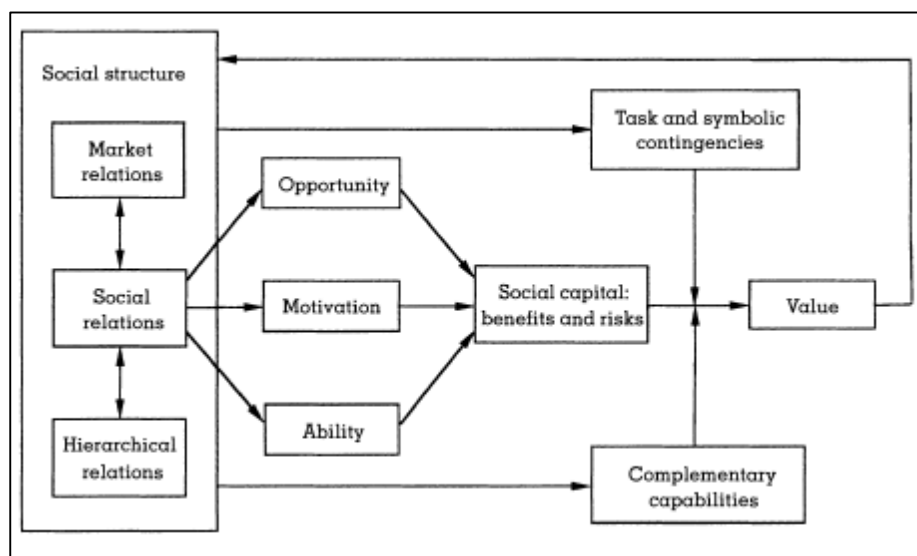 Social structure
Market
relations
Social
relations
Hierarchical
relations
Opportunity
Motivation
Ability
Social capital:
benefits and risks
Task and symbolic
contingencies
Complementary
capabilities
Value